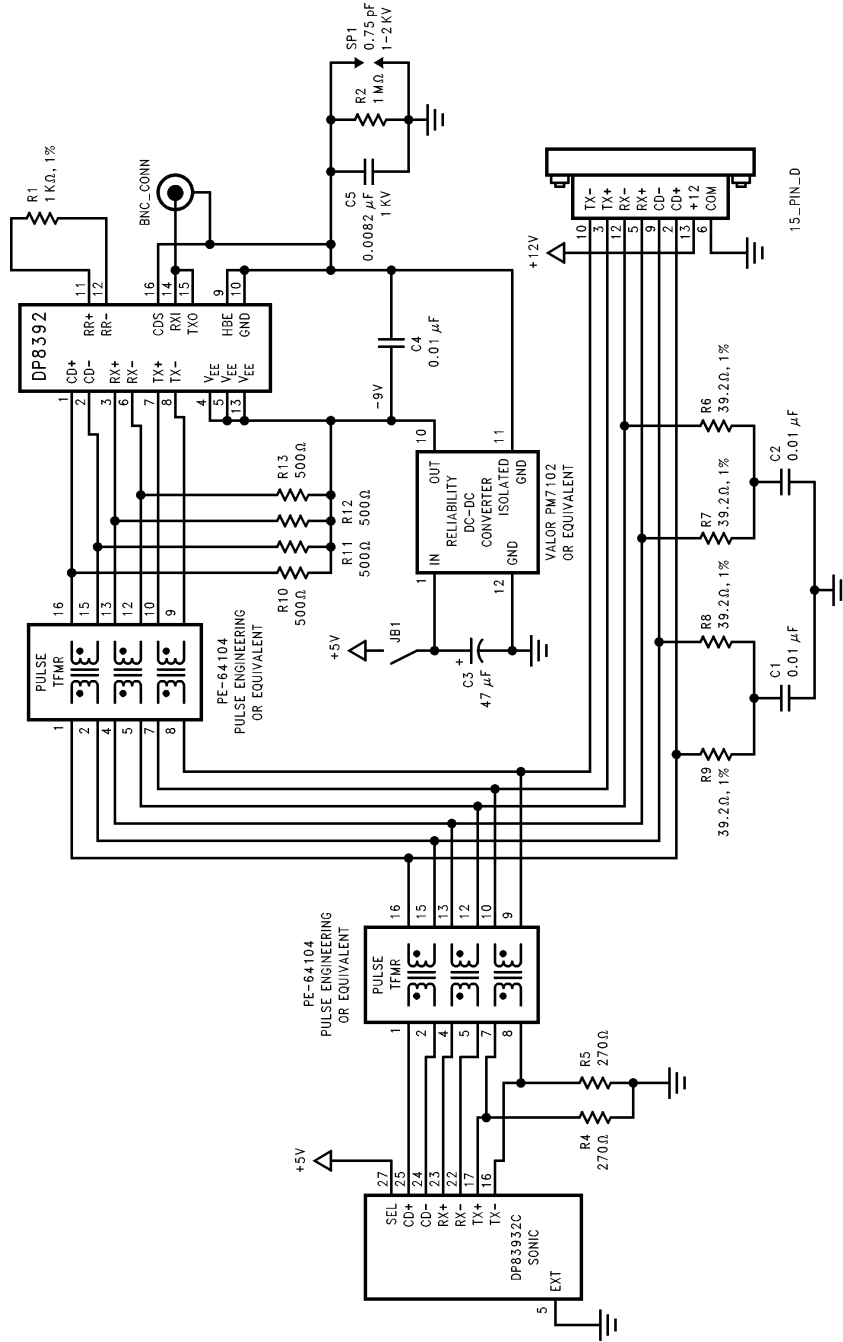 R1
1 KΩ, 1%
BNC_CONN
SP1
0.75 pF
1-2 KV
R2
1 MΩ
C5
0.0082 µF
1 KV
DP8392
11
12
16
14
15
9
10
RR+
RR-
CDS
RXI
TXO
HBE
GND
CD+
CD-
RX+
RX-
TX+
TX-
VEE
VEE
VEE
1
2
3
6
7
8
4
5
13
C4
0.01 µF
-9V
R13
500Ω
R12
500Ω
R11
500Ω
R10
500Ω
10
11
OUT
GND
RELIABILITY
DC-DC
CONVERTER
ISOLATED
IN
GND
1
12
VALOR PM7102
OR EQUIVALENT
+5V
JB1
+
C3
47 µF
16
15
13
12
10
9
PULSE
TFMR
1
2
4
5
7
8
PE-64104
PULSE ENGINEERING
OR EQUIVALENT
TX-
TX+
RX-
RX+
CD-
CD+
+12
COM
10
3
12
5
9
2
13
6
15_PIN_D
+12V
R6
39.2Ω, 1%
C2
0.01 µF
R7
39.2Ω, 1%
R8
39.2Ω, 1%
C1
0.01 µF
R9
39.2Ω, 1%
PE-64104
PULSE ENGINEERING
OR EQUIVALENT
16
15
13
12
10
9
PULSE
TFMR
1
2
4
5
7
8
R5
270Ω
R4
270Ω
+5V
27
25
24
23
22
17
16
SEL
CD+
CD-
RX+
RX-
TX+
TX-
DP83932C
SONIC
EXT
5